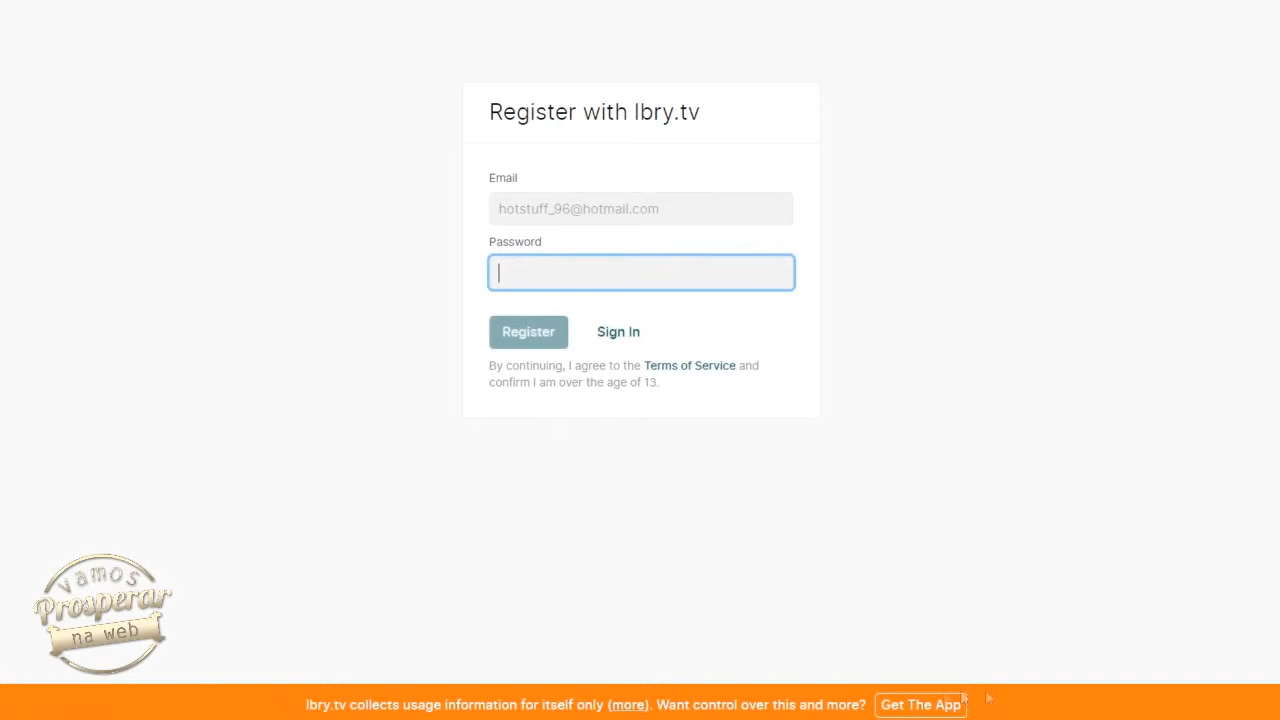 Register with lbry.tv
Email
hotstuff_96@hotmail.com
Password
Register
Sign In
By continuing, I agree to the Terms of Service and
confirm I am over the age of 13.
vamos
Prosperar
na web
lbry.tv collects usage information for itself only (more). Want control over this and more?
Get The App